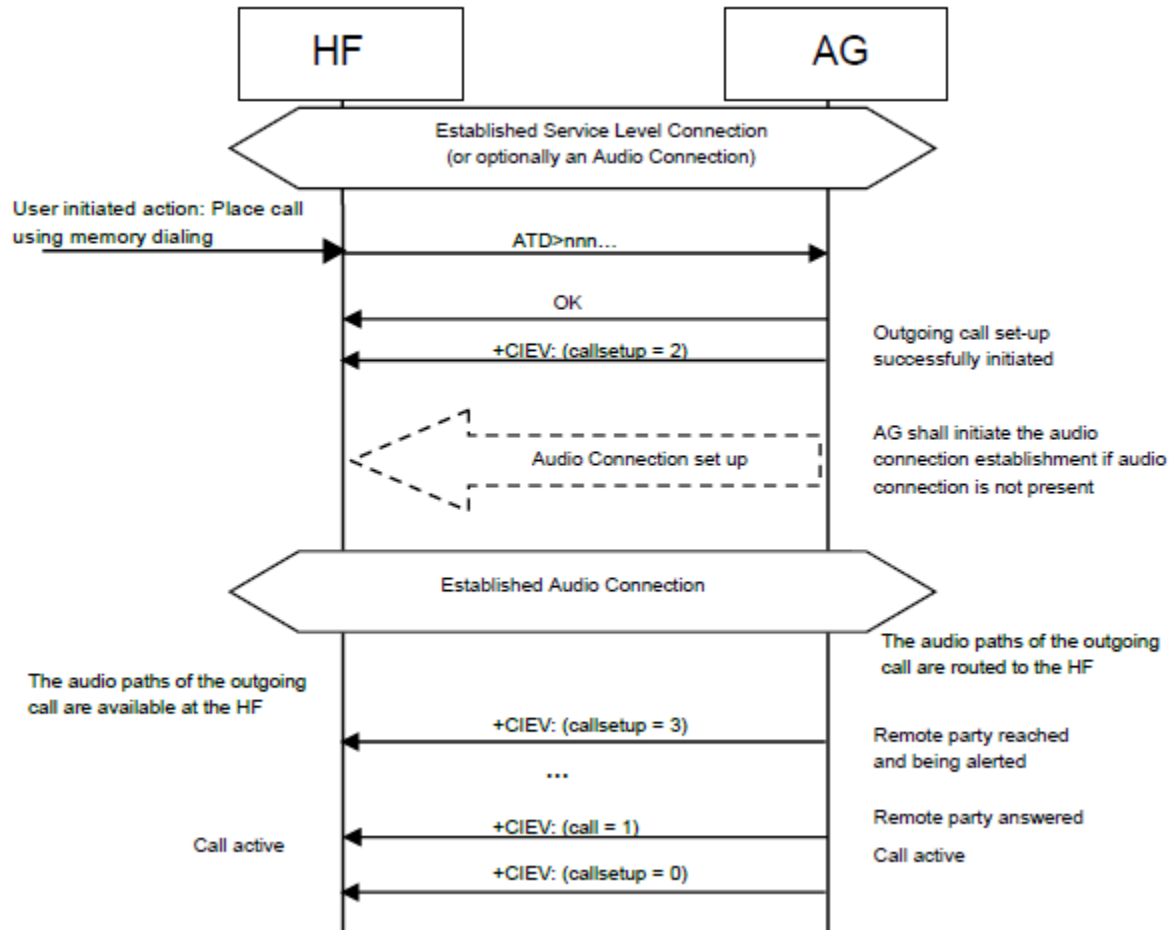 HF
AG
Established Service Level Connection
(or optionally an Audio Connection)
User initiated action: Place call
using memory dialing
ATD>nnn...
OK
+CIEV: (callsetup = 2)
Outgoing call set-up
successfully initiated
Audio Connection set up
AG shall initiate the audio
connection establishment if audio
connection is not present
Established Audio Connection
The audio paths of the outgoing
call are routed to the HF
The audio paths of the outgoing
call are available at the HF
+CIEV: (callsetup = 3)
Remote party reached
and being alerted
...
+CIEV: (call = 1)
Remote party answered
Call active
Call active
+CIEV: (callsetup = 0)